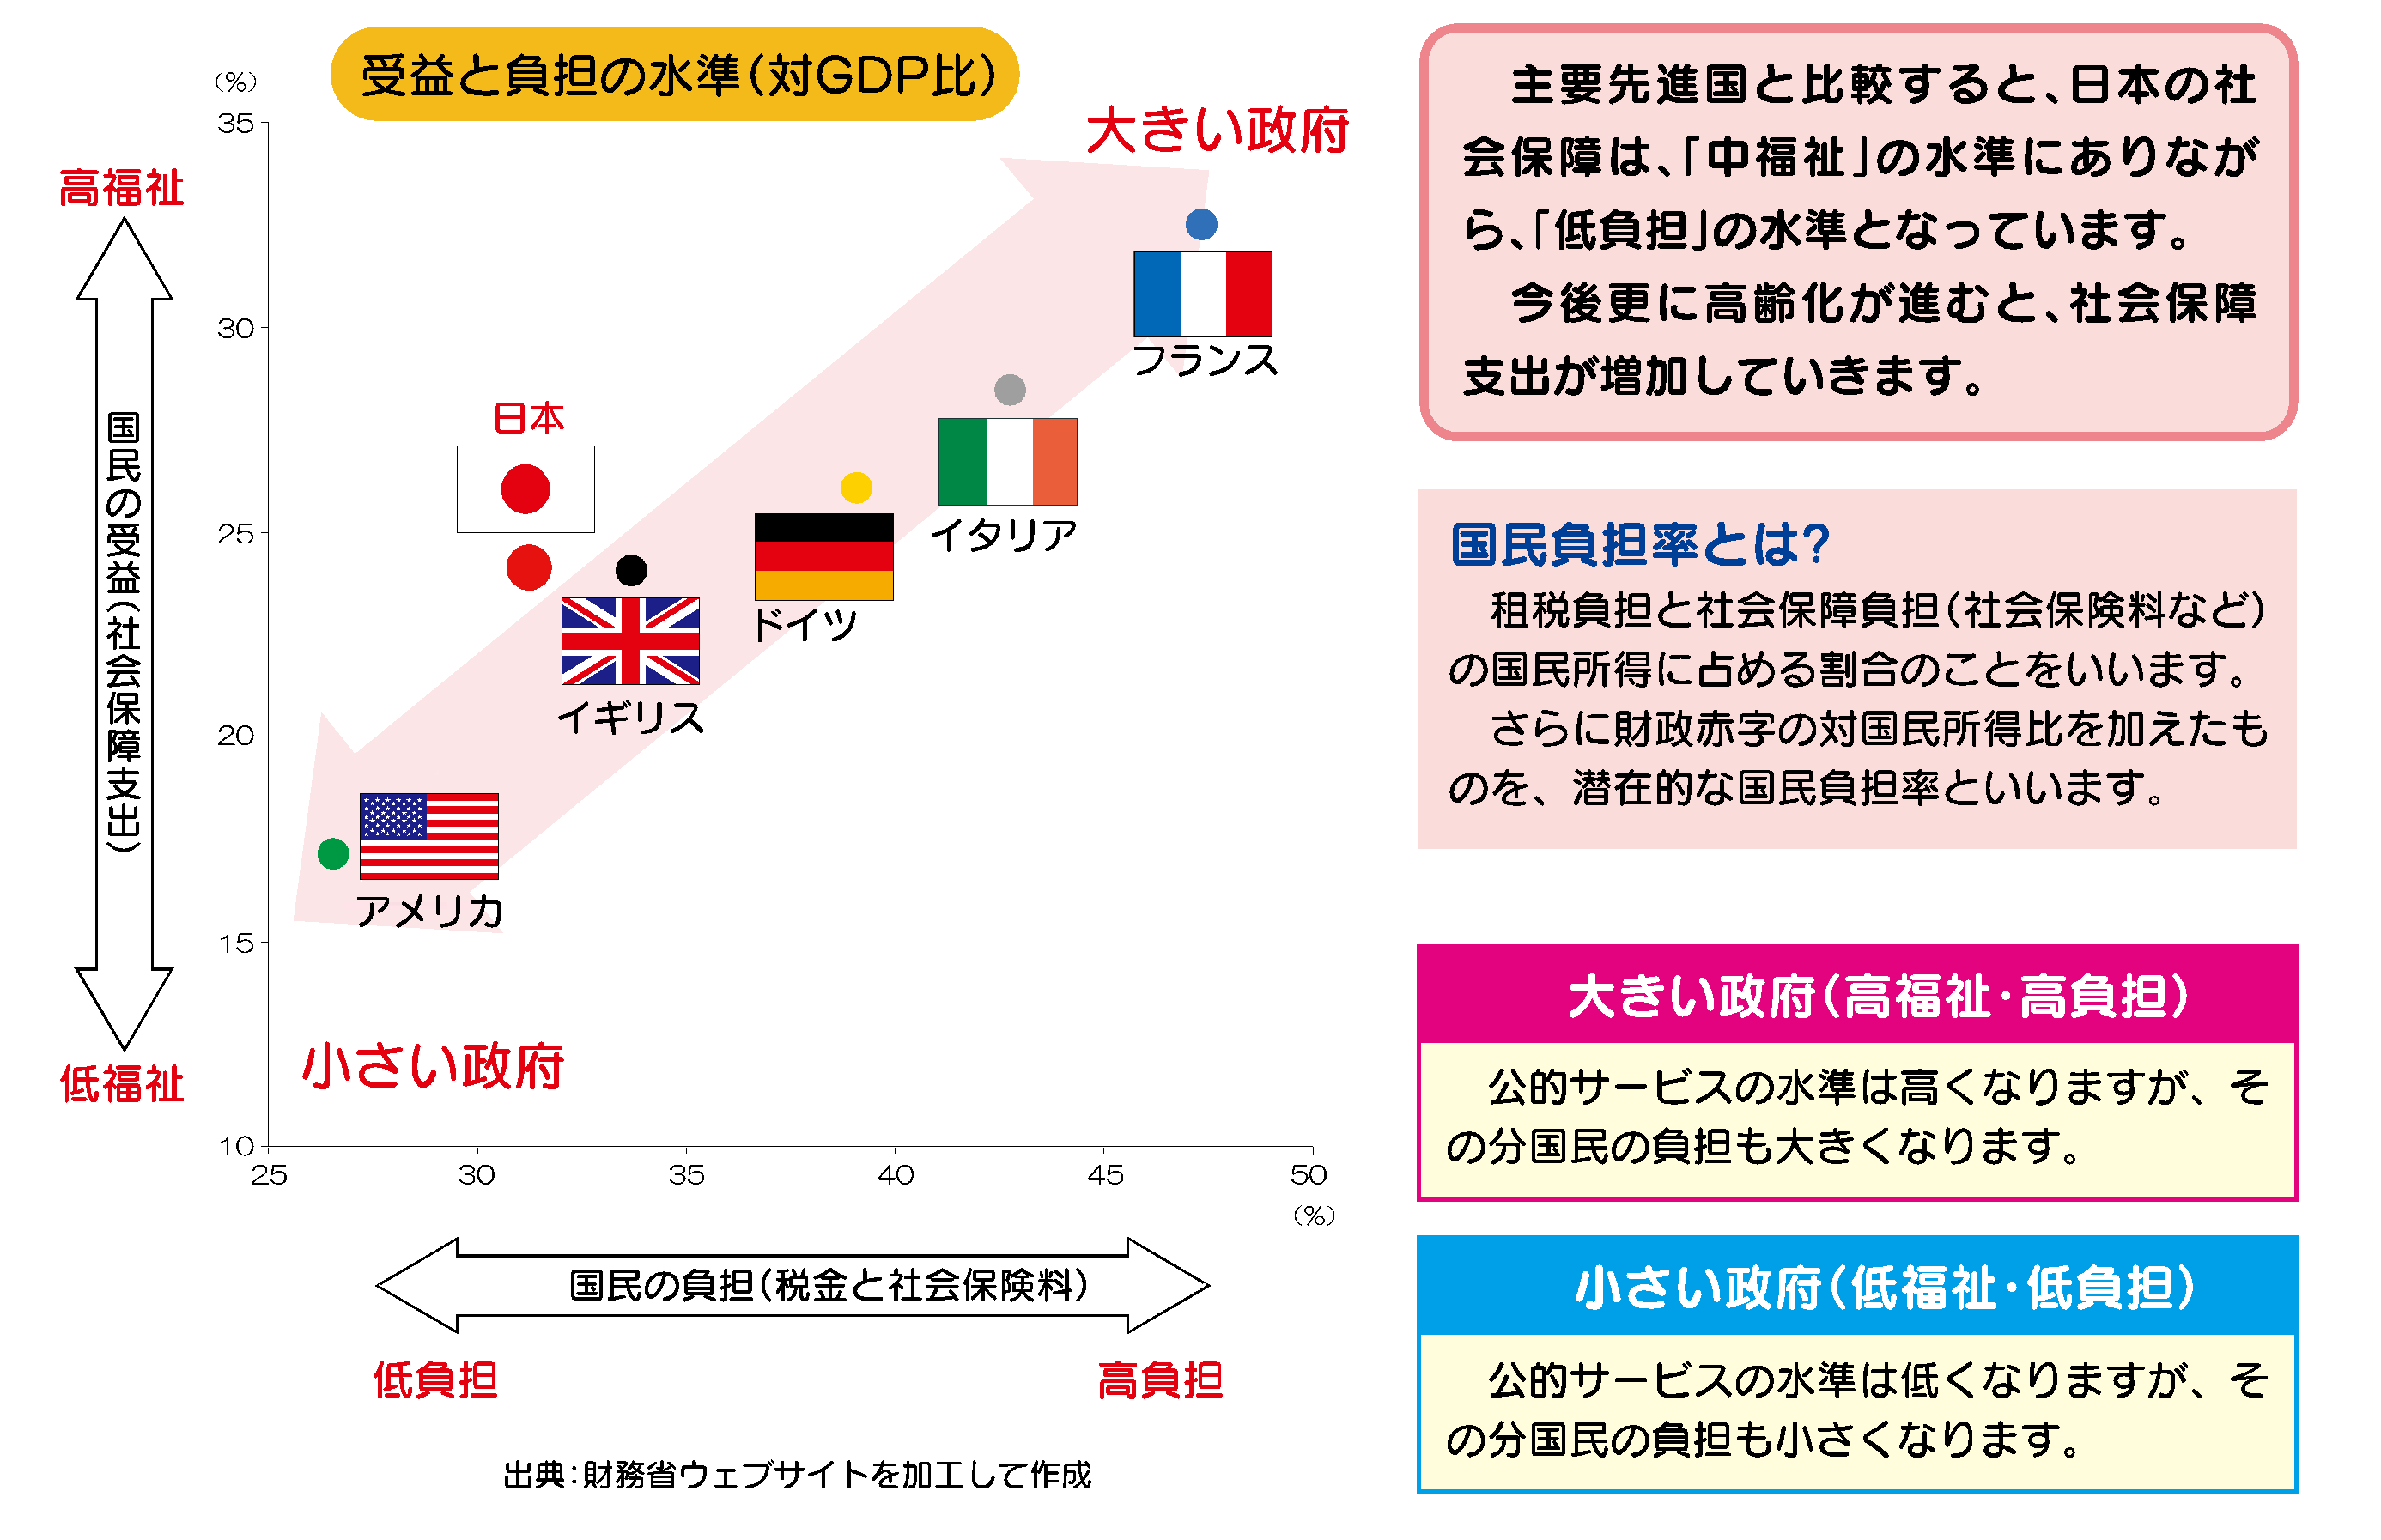 受益と負担の水準(対GDP比)
(%)
35
30
25
20
15
10
25
30
35
40
45
50
(%)
高福祉
国民の受益(社会保障支出)
低福祉
大きい政府
フランス
イタリア
日本
ドイツ
イギリス
アメリカ
小さい政府
国民の負担(税金と社会保険料)
低負担
高負担
出典:財務省ウェブサイトを加工して作成
主要先進国と比較すると、日本の社
会保障は、「中福祉」の水準にありなが
ら、「低負担」の水準となっています。
今後更に高齢化が進むと、社会保障
支出が増加していきます。
国民負担率とは?
租税負担と社会保障負担(社会保険料など)
の国民所得に占める割合のことをいいます。
さらに財政赤字の対国民所得比を加えたも
のを、潜在的な国民負担率といいます。
大きい政府(高福祉・高負担)
公的サービスの水準は高くなりますが、そ
の分国民の負担も大きくなります。
小さい政府(低福祉・低負担)
公的サービスの水準は低くなりますが、そ
の分国民の負担も小さくなります。